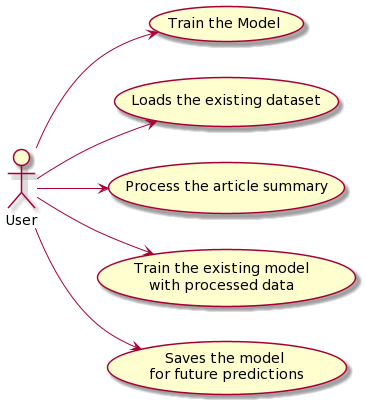 Train the Model
Loads the existing dataset
Process the article summary
User
Train the existing model
with processed data
Saves the model
for future predictions